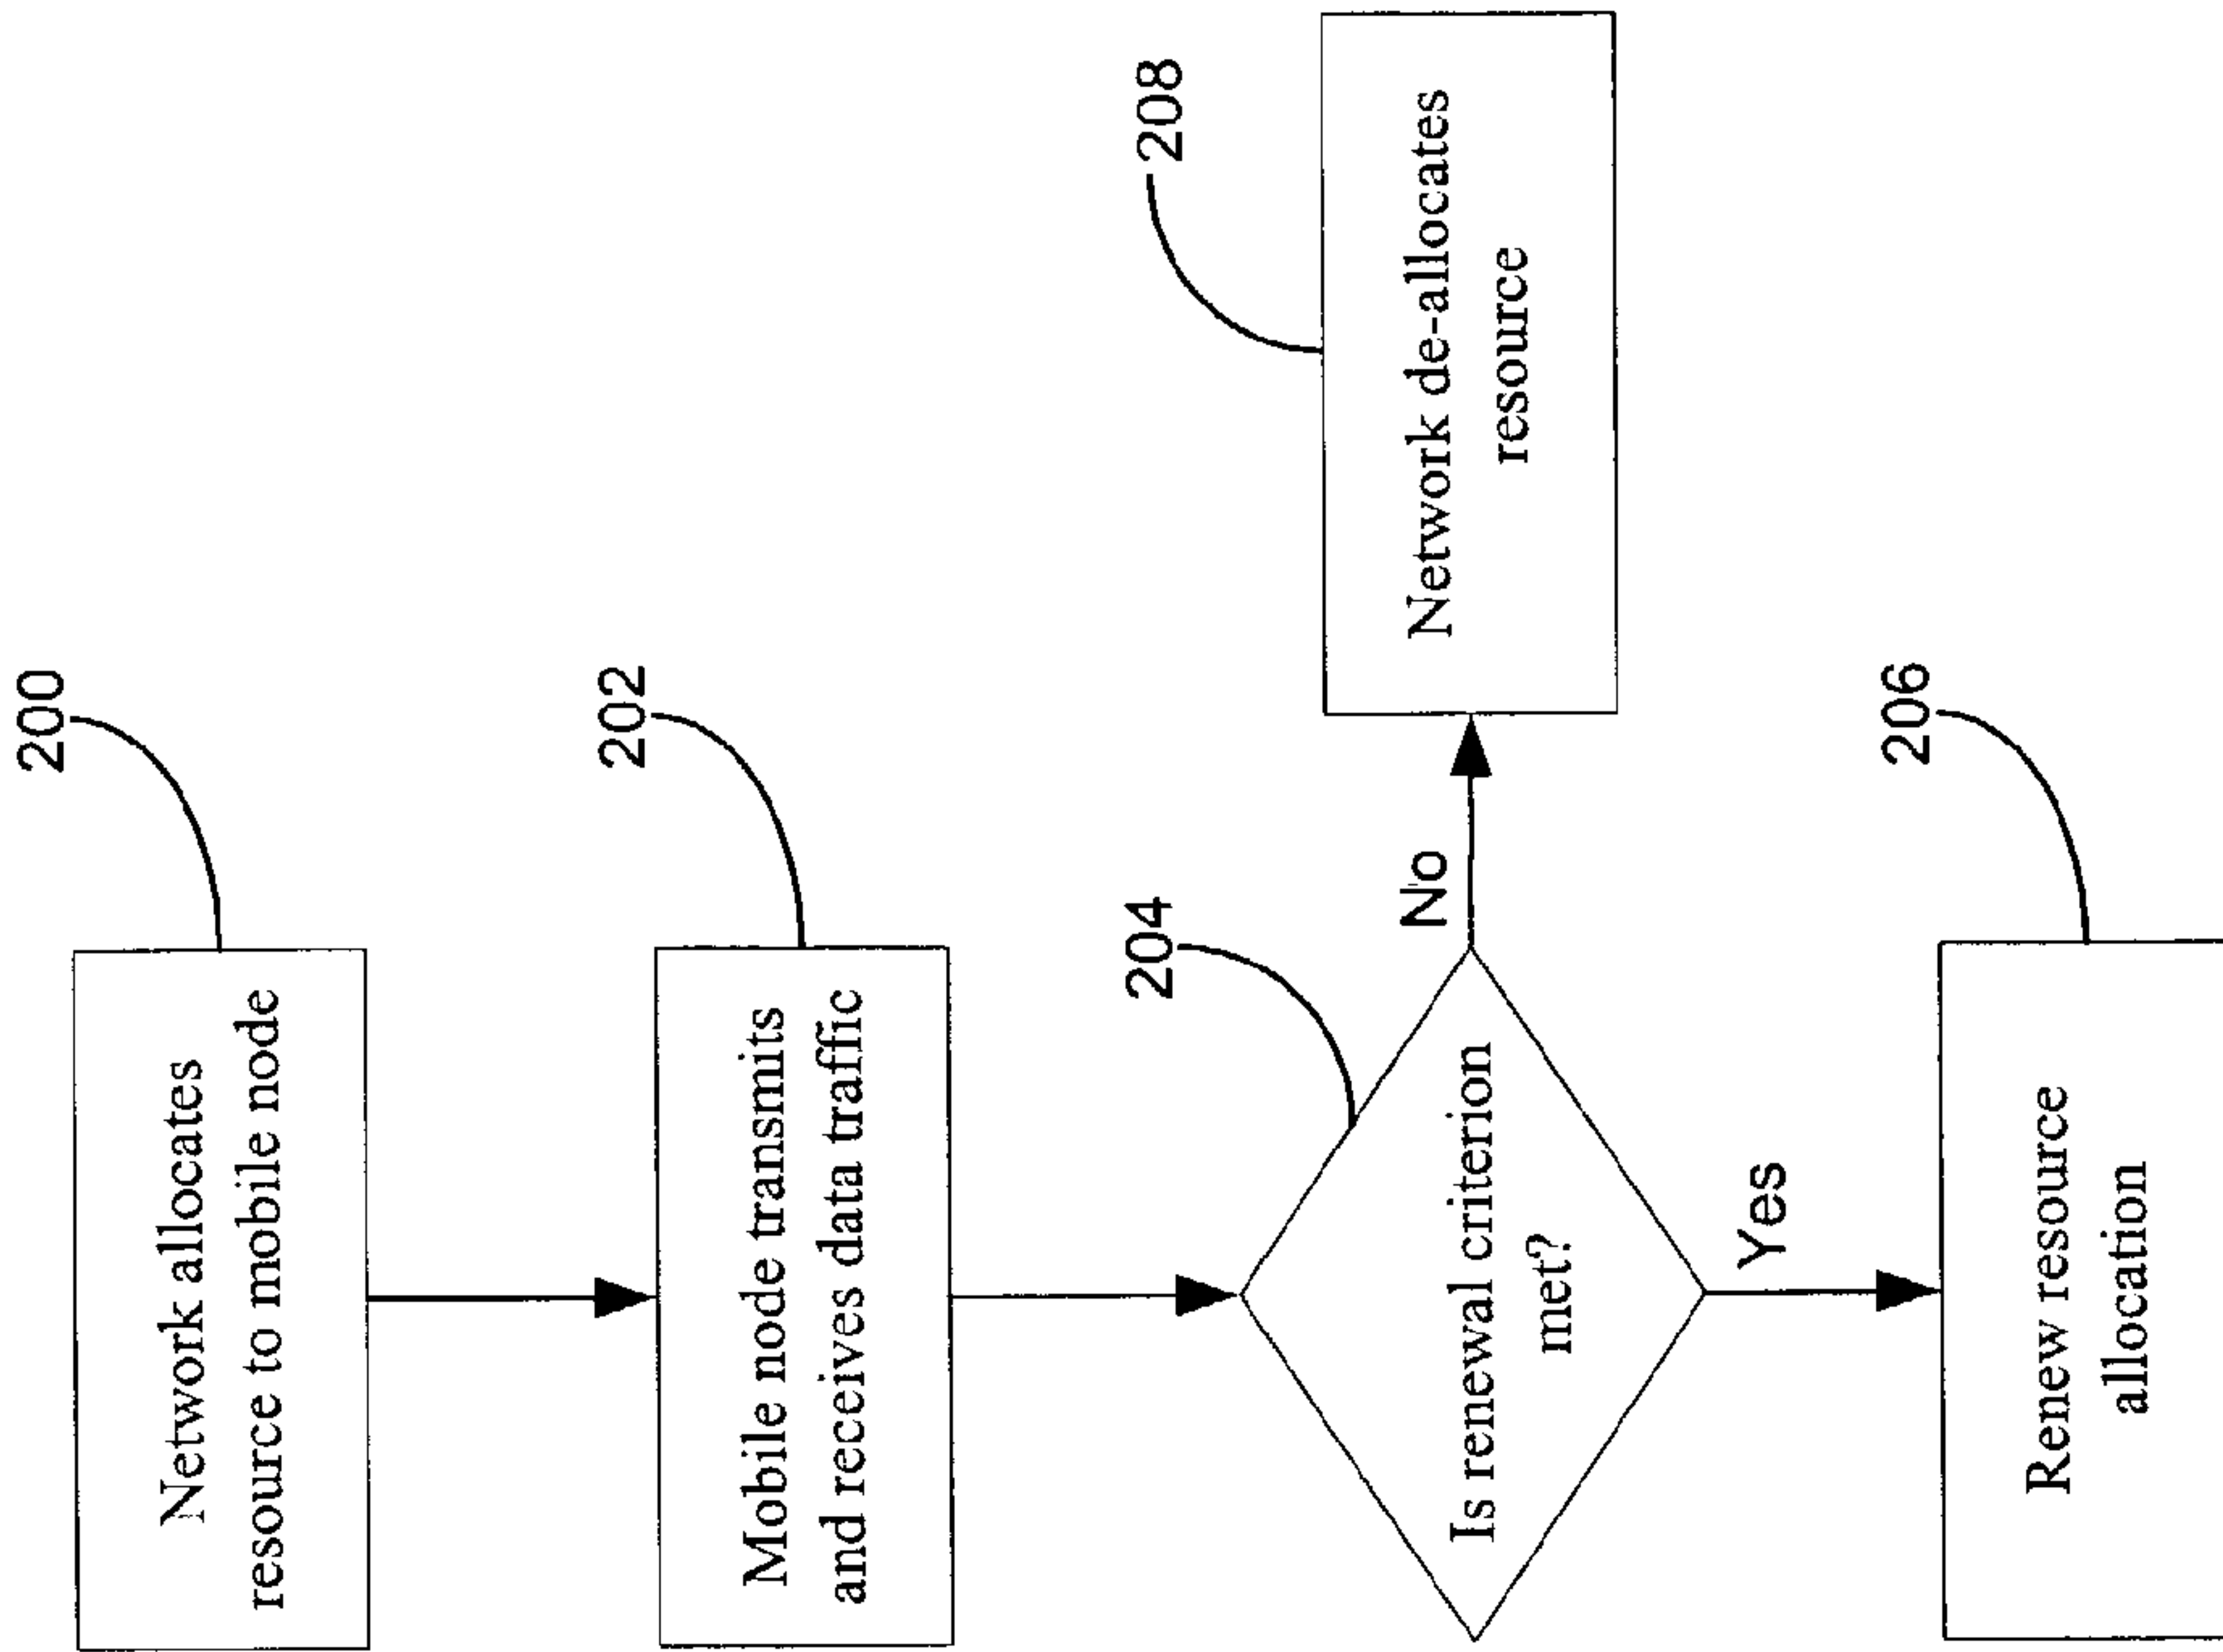 200
Network allocates
resource to mobile node
202
Mobile node transmits
and receives data traffic
204
Is renewal criterion
met?
No
208
Network de-allocates
resource
Yes
206
Renew resource
allocation